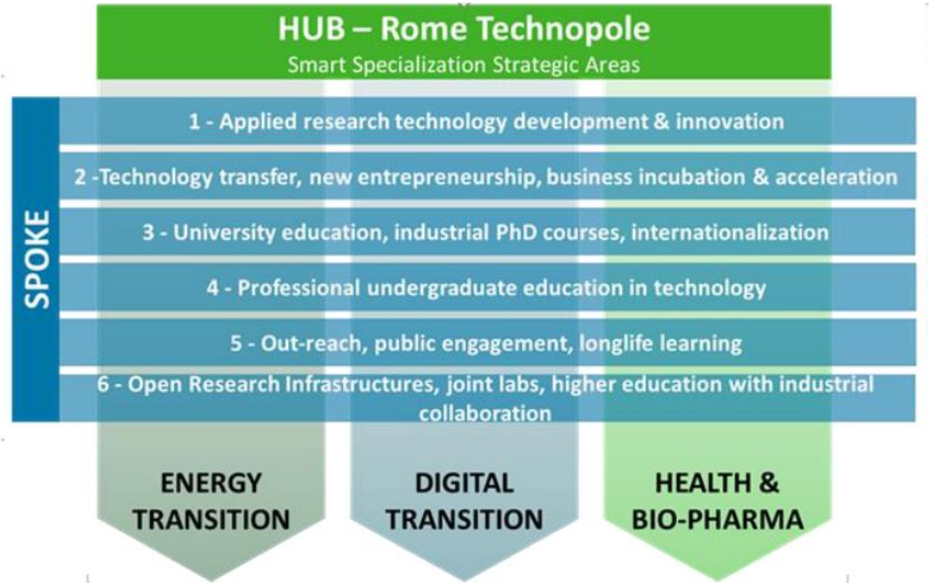 HUB – Rome Technopole
Smart Specialization Strategic Areas
SPOKE
1 - Applied research technology development & innovation
2 -Technology transfer, new entrepreneurship, business incubation & acceleration
3 - University education, industrial PhD courses, internationalization
4 - Professional undergraduate education in technology
5 - Out-reach, public engagement, longlife learning
6 - Open Research Infrastructures, joint labs, higher education with industrial
collaboration
ENERGY
TRANSITION
DIGITAL
TRANSITION
HEALTH &
BIO-PHARMA